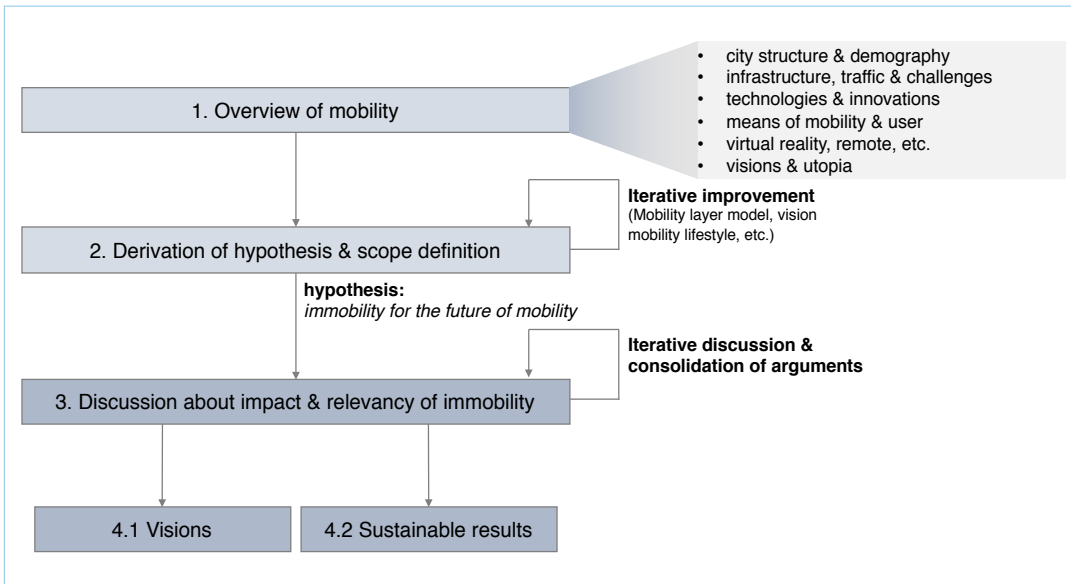 • city structure & demography
• infrastructure, traffic & challenges
• technologies & innovations
• means of mobility & user
• virtual reality, remote, etc.
• visions & utopia
1. Overview of mobility
Iterative improvement
(Mobility layer model, vision
mobility lifestyle, etc.)
2. Derivation of hypothesis & scope definition
hypothesis:
immobility for the future of mobility
Iterative discussion &
consolidation of arguments
3. Discussion about impact & relevancy of immobility
4.1 Visions
4.2 Sustainable results